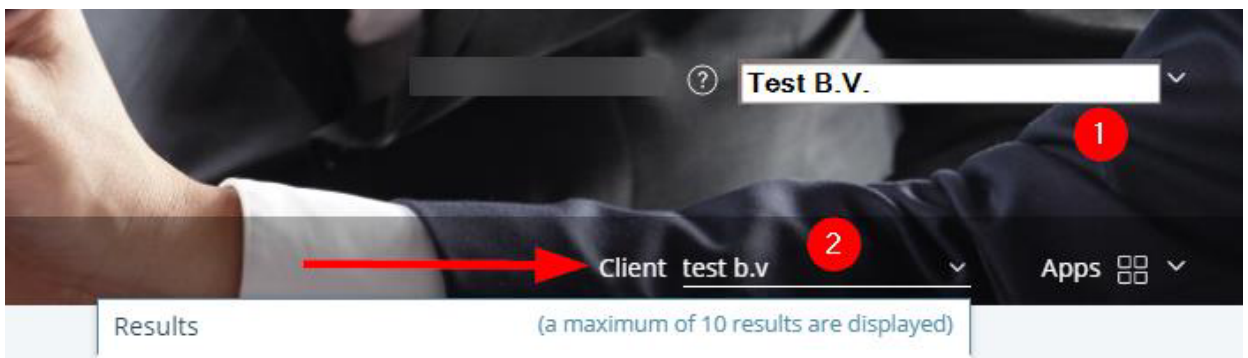 ? Test B.V.
1
2
Client test b.v
Apps
Results (a maximum of 10 results are displayed)